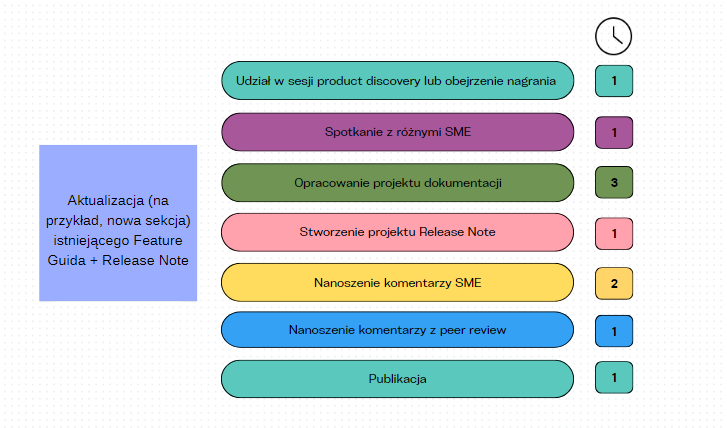 Udział w sesji product discovery lub obejrzenie nagrania
1
Spotkanie z różnymi SME
1
Opracowanie projektu dokumentacji
3
Aktualizacja (na
przykład, nowa sekcja)
istniejącego Feature
Guida + Release Note
Stworzenie projektu Release Note
1
Nanoszenie komentarzy SME
2
Nanoszenie komentarzy z peer review
1
Publikacja
1